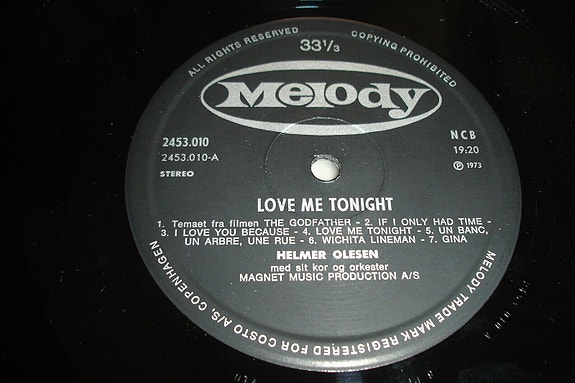 ALL RIGHTS RESERVED
33 1/3
COPYING PROHIBITED
Melody
2453.010
2453.010-A
STEREO
NCB
19:20
℗ 1973
LOVE ME TONIGHT
1. Temaet fra filmen THE GODFATHER - 2. IF I ONLY HAD TIME -
3. I LOVE YOU BECAUSE - 4. LOVE ME TONIGHT - 5. UN BANC,
UN ARBRE, UNE RUE - 6. WICHITA LINEMAN - 7. GINA
HELMER OLESEN
med sit kor og orkester
MAGNET MUSIC PRODUCTION A/S
MELODY TRADE MARK REGISTERED FOR COSTO A/S, COPENHAGEN